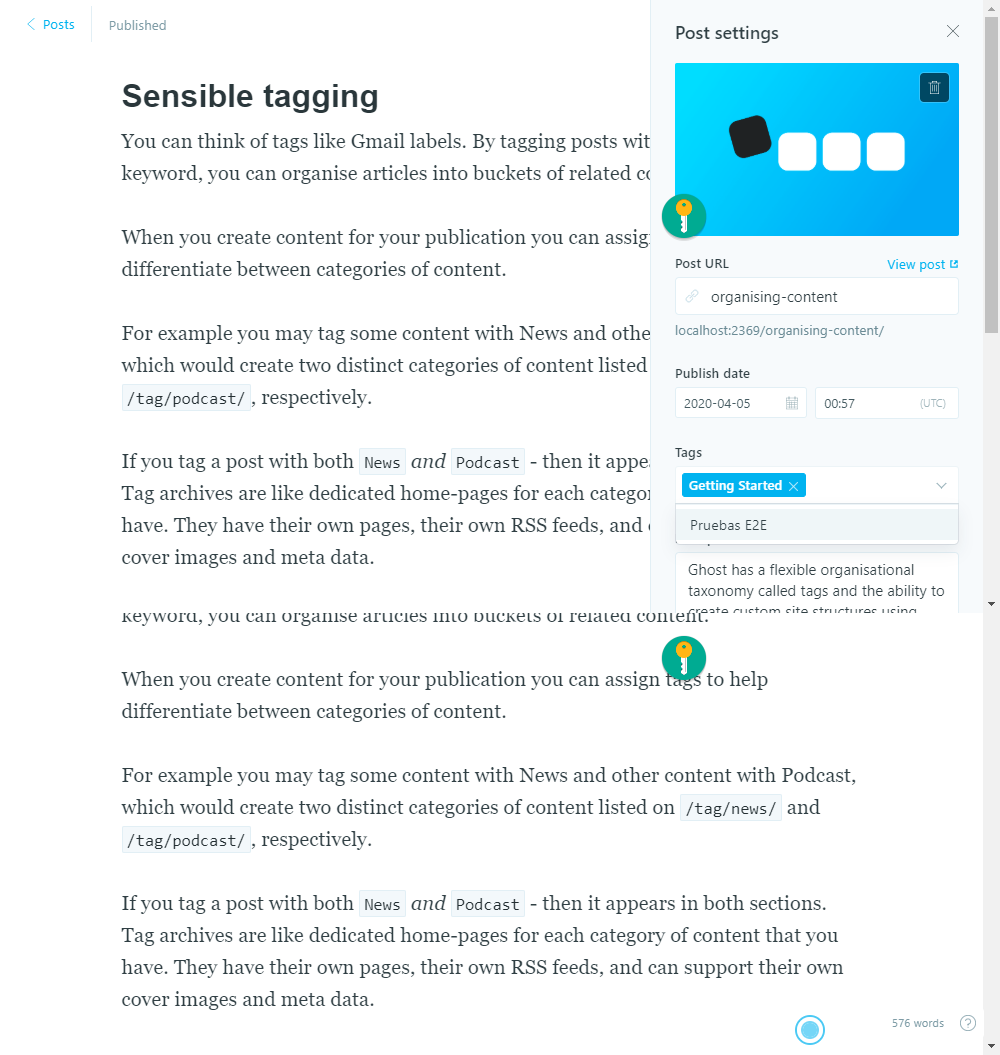 Posts
Published
Sensible tagging
You can think of tags like Gmail labels. By tagging posts
keyword, you can organise articles into buckets of related
When you create content for your publication you can
differentiate between categories of content.
For example you may tag some content with News and other
which would create two distinct categories of content listed
/tag/podcast/, respectively.
If you tag a post with both News and Podcast - then it
Tag archives are like dedicated home-pages for each
have. They have their own pages, their own RSS feeds, and
cover images and meta data.
Post settings
Post URL
View post
organising-content
localhost:2369/organising-content/
Publish date
2020-04-05
00:57
(UTC)
Tags
Getting Started
Pruebas E2E
Ghost has a flexible organisational
taxonomy called tags and the ability to
create custom site structures using
keyword, you can organise articles into buckets of related content.
When you create content for your publication you can assign tags to help
differentiate between categories of content.
For example you may tag some content with News and other content with Podcast,
which would create two distinct categories of content listed on /tag/news/ and
/tag/podcast/, respectively.
If you tag a post with both News and Podcast - then it appears in both sections.
Tag archives are like dedicated home-pages for each category of content that you
have. They have their own pages, their own RSS feeds, and can support their own
cover images and meta data.
576 words
?